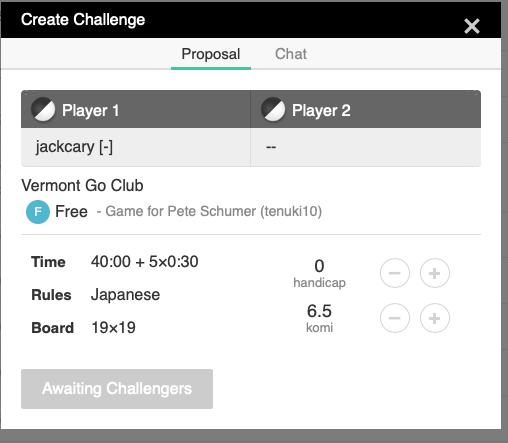 Create Challenge
Proposal Chat
Player 1 Player 2
jackcary [-] --
Vermont Go Club
F Free - Game for Pete Schumer (tenuki10)
Time 40:00 + 5×0:30 0
handicap
Rules Japanese 6.5
Board 19×19 komi
Awaiting Challengers